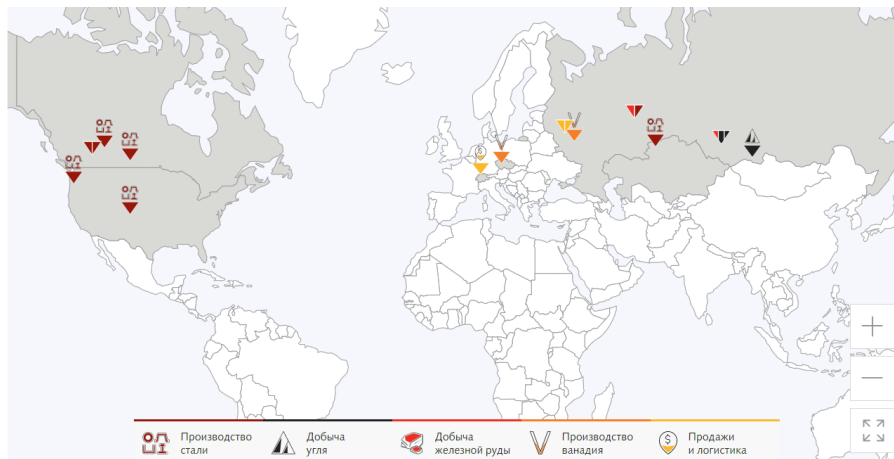 Производство
стали
Добыча
угля
Добыча
железной руды
Производство
ванадия
$
Продажи
и логистика